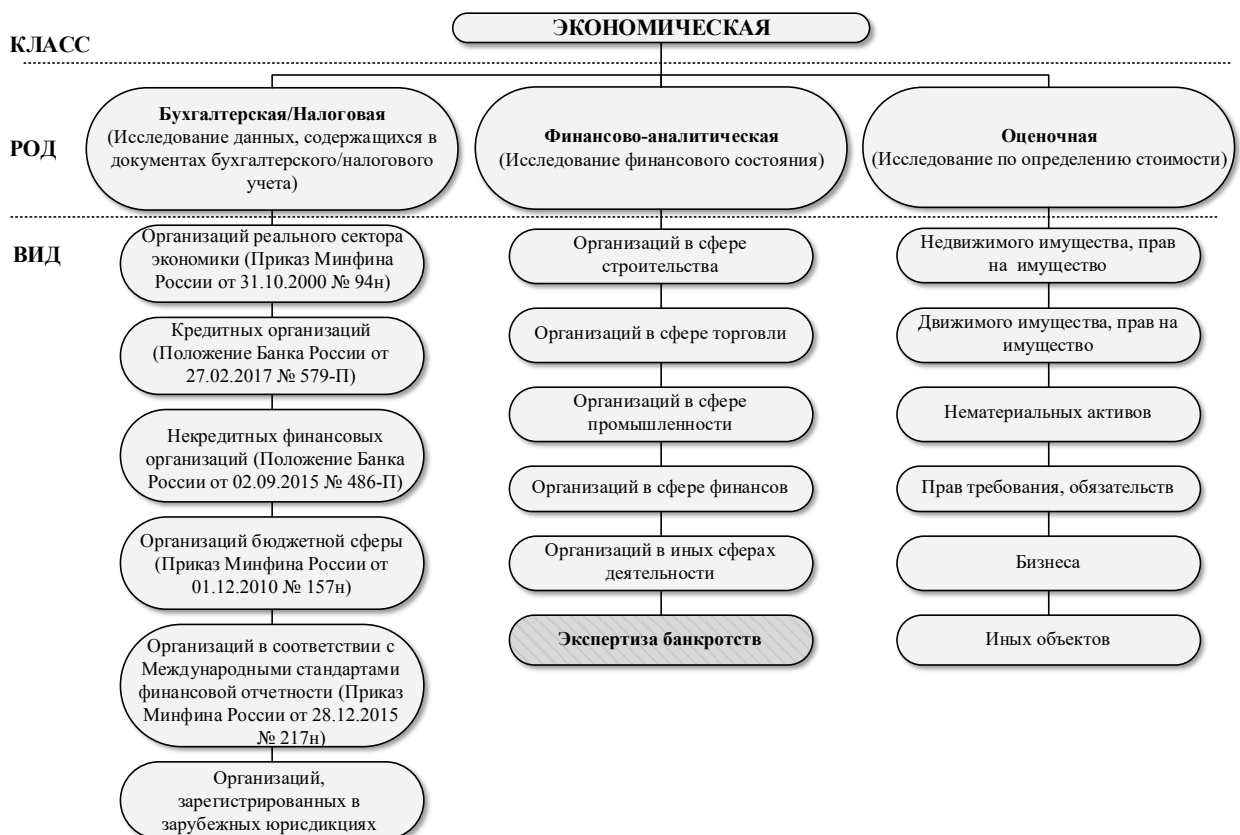 ЭКОНОМИЧЕСКАЯ
КЛАСС
РОД
Бухгалтерская/Налоговая
(Исследование данных, содержащихся в
документах бухгалтерского/налогового
учета)
Финансово-аналитическая
(Исследование финансового состояния)
Оценочная
(Исследование по определению стоимости)
ВИД
Организаций реального сектора
экономики (Приказ Минфина
России от 31.10.2000 № 94н)
Кредитных организаций
(Положение Банка России от
27.02.2017 № 579-П)
Некредитных финансовых
организаций (Положение Банка
России от 02.09.2015 № 486-П)
Организаций бюджетной сферы
(Приказ Минфина России от
01.12.2010 № 157н)
Организаций в соответствии с
Международными стандартами
финансовой отчетности (Приказ
Минфина России от 28.12.2015
№ 217н)
Организаций,
зарегистрированных в
зарубежных юрисдикциях
Организаций в сфере
строительства
Организаций в сфере торговли
Организаций в сфере
промышленности
Организаций в сфере финансов
Организаций в иных сферах
деятельности
Экспертиза банкротств
Недвижимого имущества, прав
на имущество
Движимого имущества, прав на
имущество
Нематериальных активов
Прав требования, обязательств
Бизнеса
Иных объектов